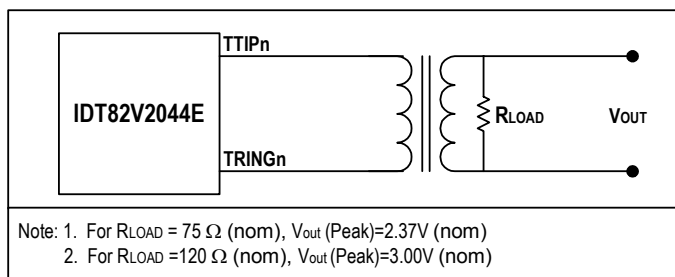 TTIPn
IDT82V2044E
RLOAD
VOUT
TRINGn
Note: 1. For RLOAD = 75 Ω (nom), Vout (Peak)=2.37V (nom)
2. For RLOAD =120 Ω (nom), Vout (Peak)=3.00V (nom)